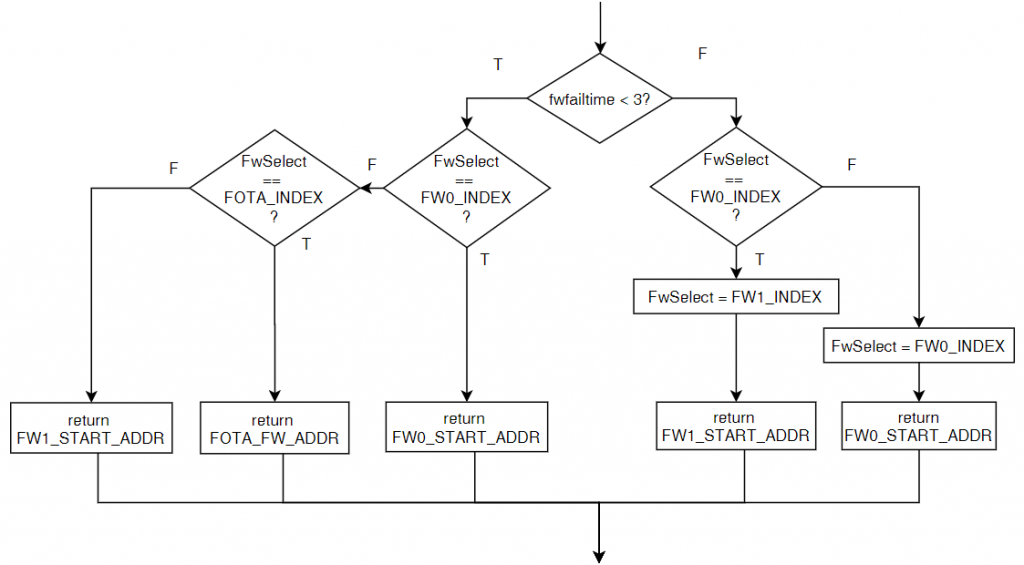 T
F
fwfailtime < 3?
F
FwSelect
==
FOTA_INDEX
?
T
F
FwSelect
==
FW0_INDEX
?
T
FwSelect
==
FW0_INDEX
?
F
T
FwSelect = FW1_INDEX
FwSelect = FW0_INDEX
return
FW1_START_ADDR
return
FOTA_FW_ADDR
return
FW0_START_ADDR
return
FW1_START_ADDR
return
FW0_START_ADDR